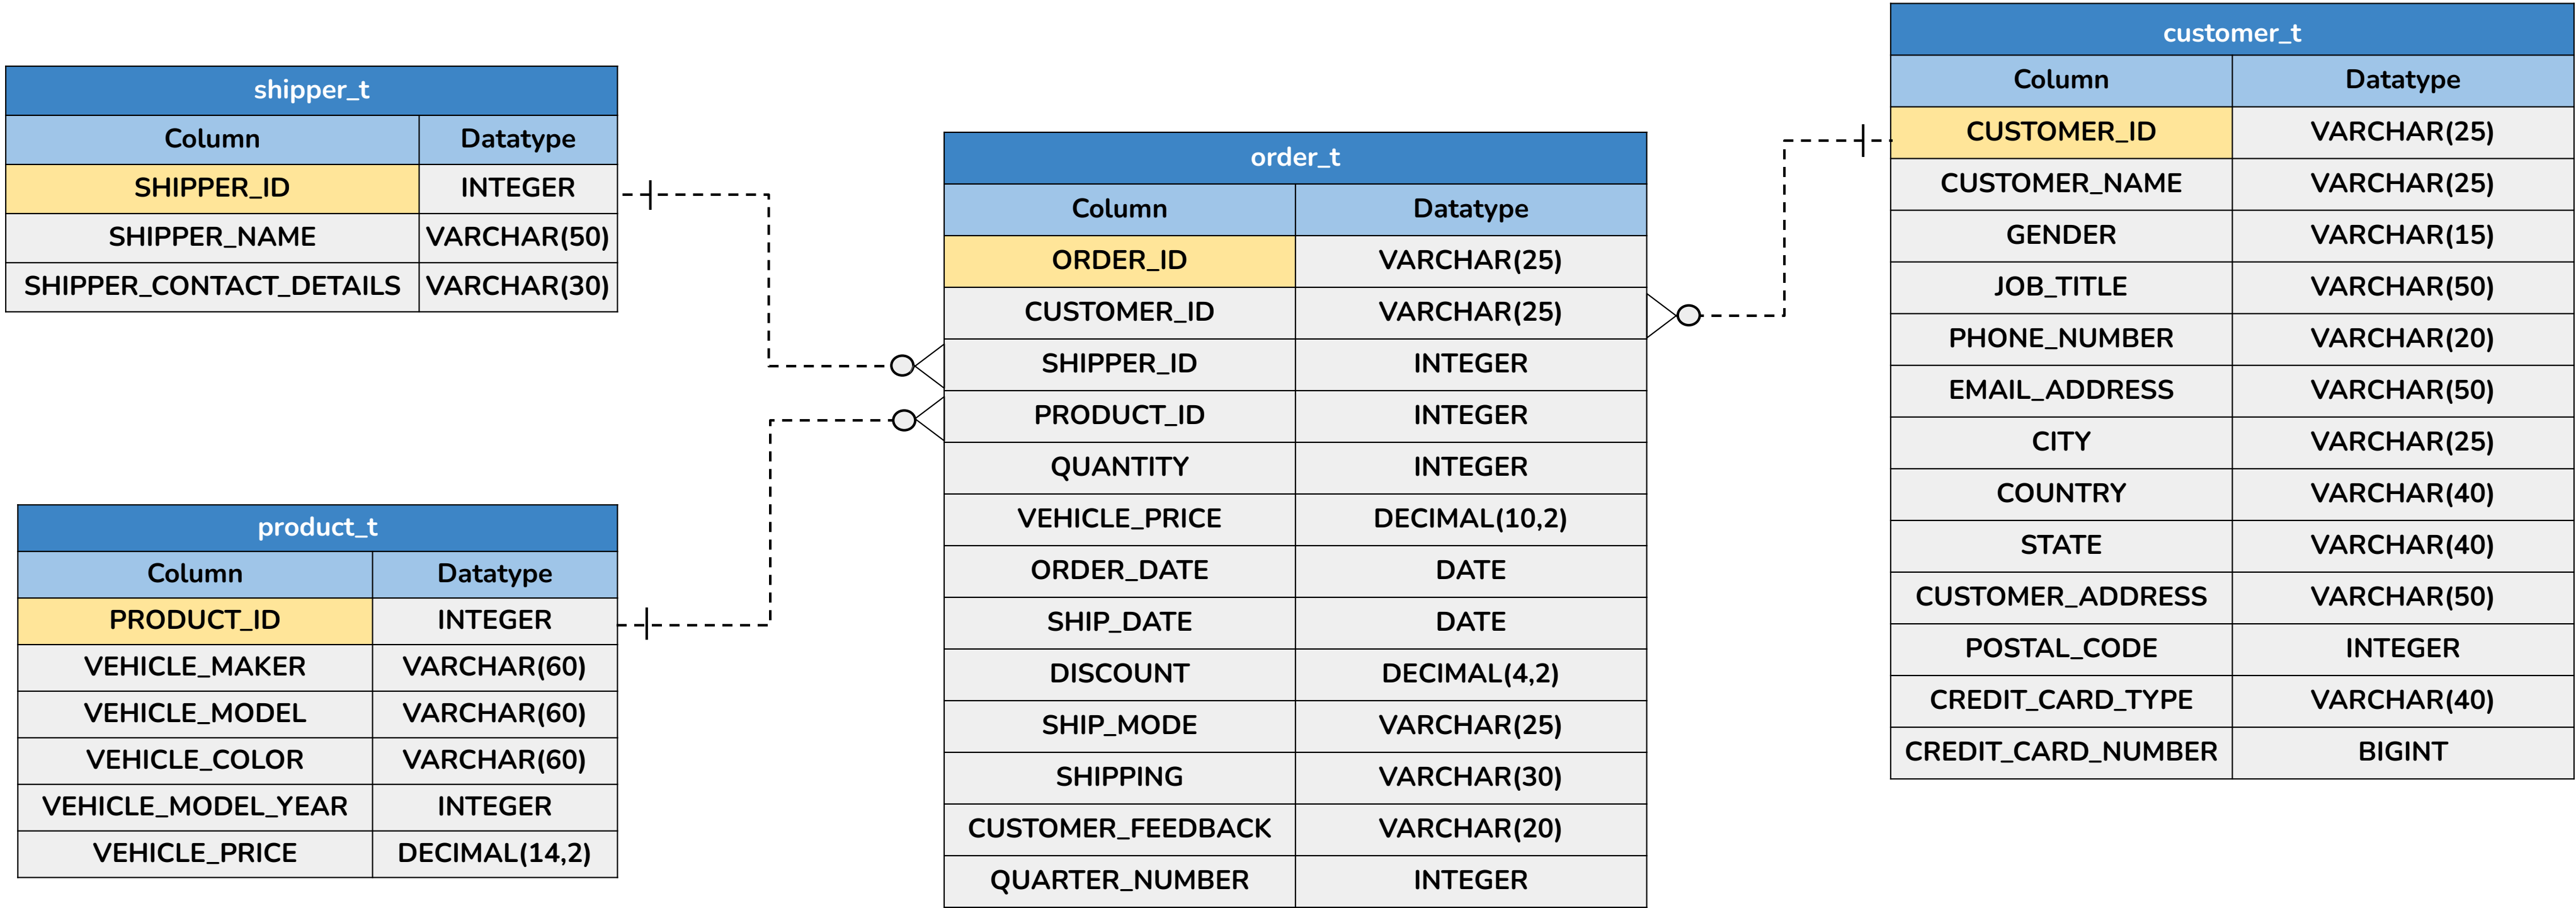 shipper_t
Column Datatype
SHIPPER_ID INTEGER
SHIPPER_NAME VARCHAR(50)
SHIPPER_CONTACT_DETAILS VARCHAR(30)
product_t
Column Datatype
PRODUCT_ID INTEGER
VEHICLE_MAKER VARCHAR(60)
VEHICLE_MODEL VARCHAR(60)
VEHICLE_COLOR VARCHAR(60)
VEHICLE_MODEL_YEAR INTEGER
VEHICLE_PRICE DECIMAL(14,2)
order_t
Column Datatype
ORDER_ID VARCHAR(25)
CUSTOMER_ID VARCHAR(25)
SHIPPER_ID INTEGER
PRODUCT_ID INTEGER
QUANTITY INTEGER
VEHICLE_PRICE DECIMAL(10,2)
ORDER_DATE DATE
SHIP_DATE DATE
DISCOUNT DECIMAL(4,2)
SHIP_MODE VARCHAR(25)
SHIPPING VARCHAR(30)
CUSTOMER_FEEDBACK VARCHAR(20)
QUARTER_NUMBER INTEGER
customer_t
Column Datatype
CUSTOMER_ID VARCHAR(25)
CUSTOMER_NAME VARCHAR(25)
GENDER VARCHAR(15)
JOB_TITLE VARCHAR(50)
PHONE_NUMBER VARCHAR(20)
EMAIL_ADDRESS VARCHAR(50)
CITY VARCHAR(25)
COUNTRY VARCHAR(40)
STATE VARCHAR(40)
CUSTOMER_ADDRESS VARCHAR(50)
POSTAL_CODE INTEGER
CREDIT_CARD_TYPE VARCHAR(40)
CREDIT_CARD_NUMBER BIGINT